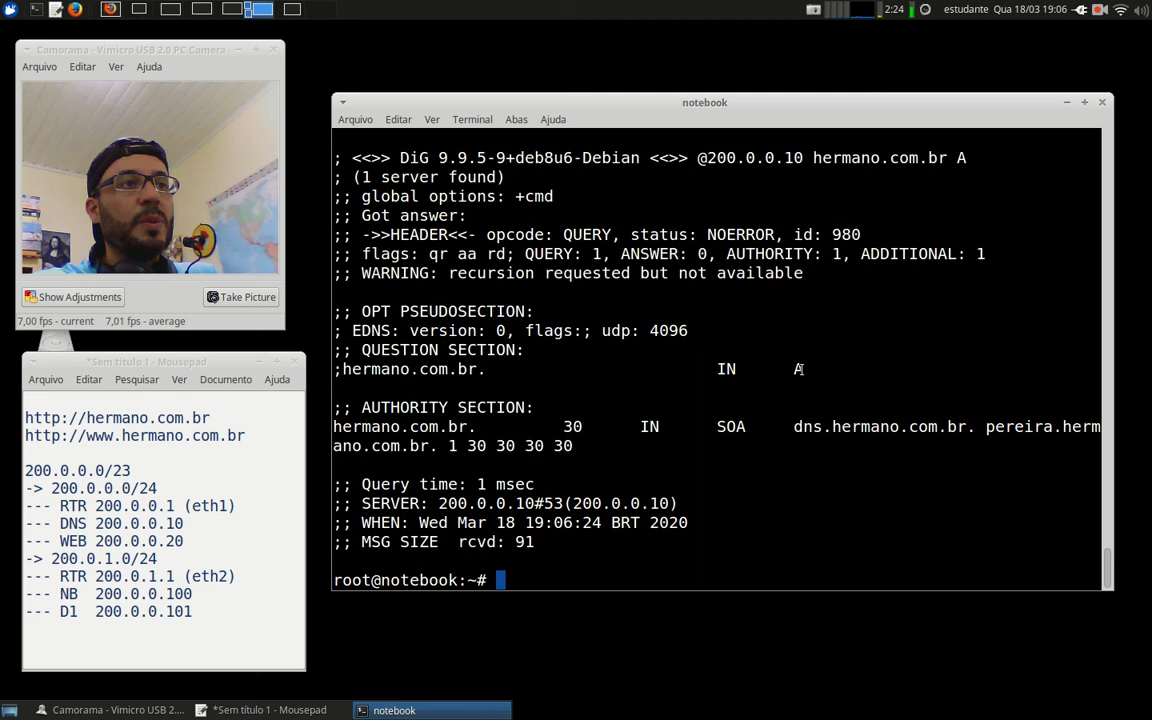 2:24
estudante Qua 18/03 19:06
Camorama - Vimicro USB 2.0 PC Camera
Arquivo Editar Ver Ajuda
Show Adjustments
Take Picture
7,00 fps - current 7,01 fps - average
*Sem título 1 - Mousepad
Arquivo Editar Pesquisar Ver Documento Ajuda
http://hermano.com.br
http://www.hermano.com.br
200.0.0.0/23
-> 200.0.0.0/24
--- RTR 200.0.0.1 (eth1)
--- DNS 200.0.0.10
--- WEB 200.0.0.20
-> 200.0.1.0/24
--- RTR 200.0.1.1 (eth2)
--- NB  200.0.0.100
--- D1  200.0.0.101
notebook
Arquivo Editar Ver Terminal Abas Ajuda
; <<>> DiG 9.9.5-9+deb8u6-Debian <<>> @200.0.0.10 hermano.com.br A
; (1 server found)
;; global options: +cmd
;; Got answer:
;; ->>HEADER<<- opcode: QUERY, status: NOERROR, id: 980
;; flags: qr aa rd; QUERY: 1, ANSWER: 0, AUTHORITY: 1, ADDITIONAL: 1
;; WARNING: recursion requested but not available
;; OPT PSEUDOSECTION:
; EDNS: version: 0, flags:; udp: 4096
;; QUESTION SECTION:
;hermano.com.br. IN A
;; AUTHORITY SECTION:
hermano.com.br. 30 IN SOA dns.hermano.com.br. pereira.herm
ano.com.br. 1 30 30 30 30
;; Query time: 1 msec
;; SERVER: 200.0.0.10#53(200.0.0.10)
;; WHEN: Wed Mar 18 19:06:24 BRT 2020
;; MSG SIZE  rcvd: 91
root@notebook:~#
Camorama - Vimicro USB 2....
*Sem título 1 - Mousepad
notebook